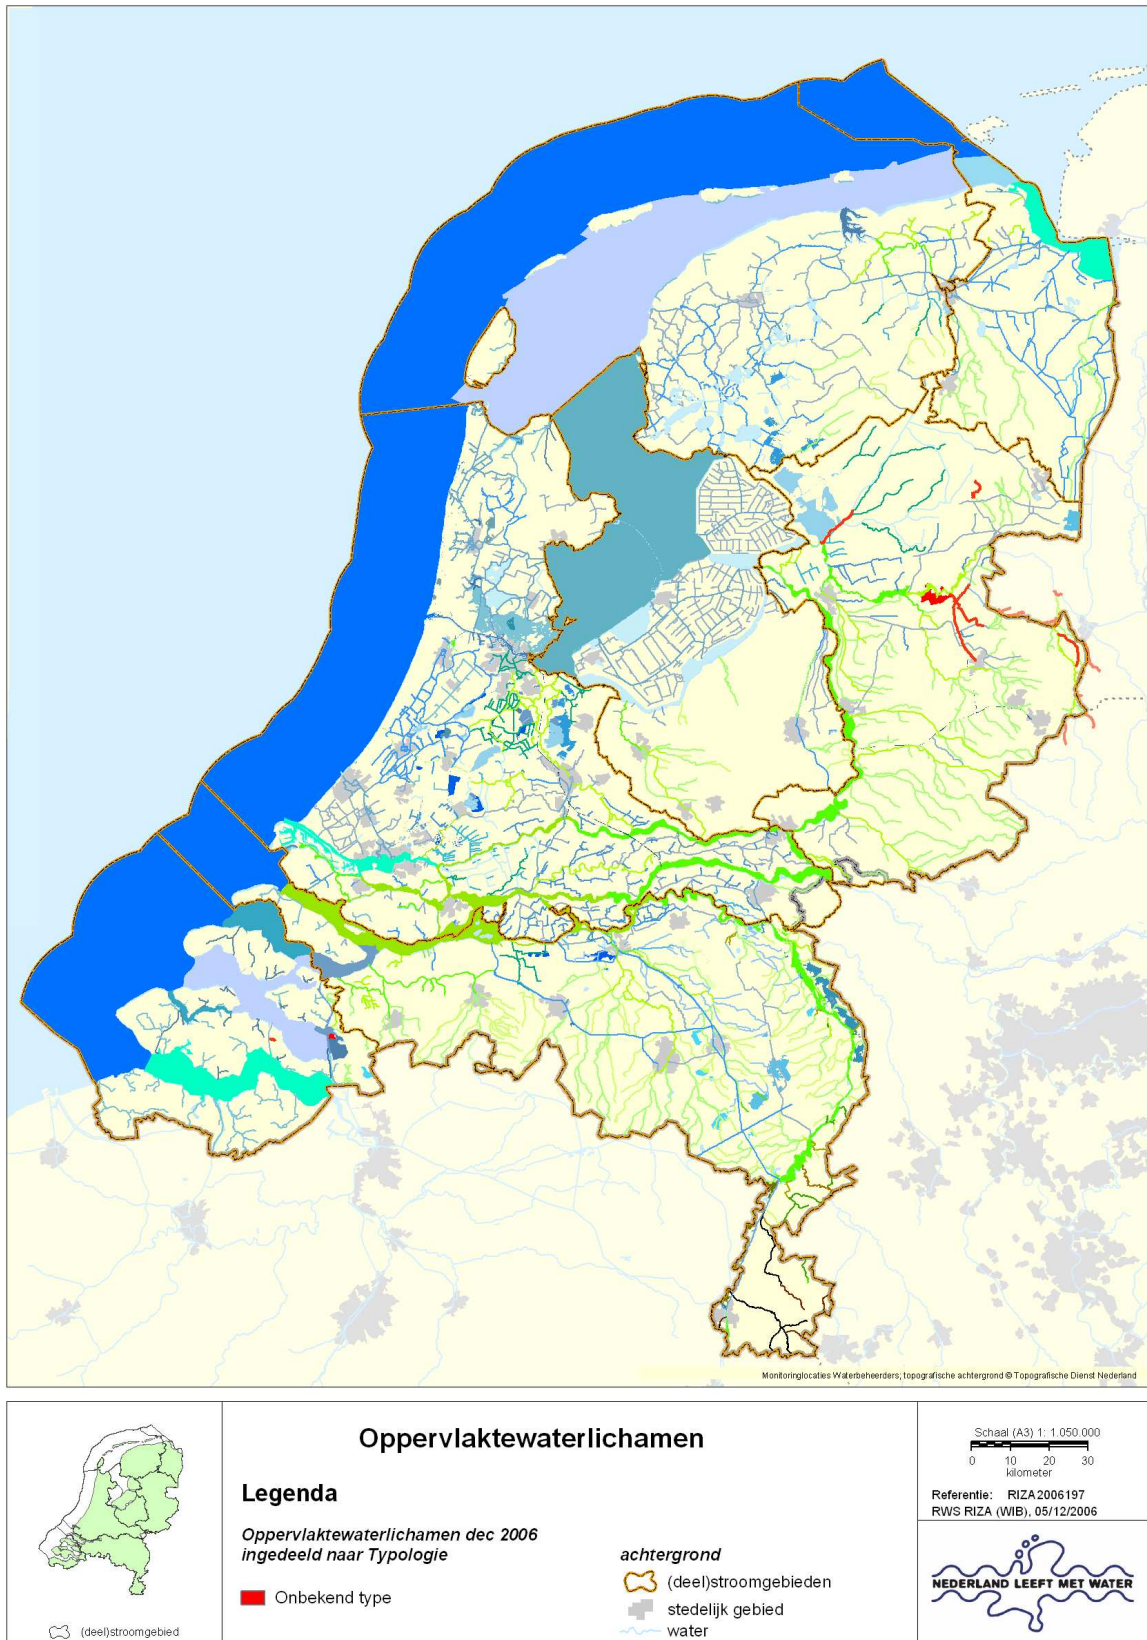 Monitoringlocaties Waterbeheerders; topografische achtergrond © Topografische Dienst Nederland
(deel)stroomgebied
Oppervlaktewaterlichamen
Legenda
Oppervlaktewaterlichamen dec 2006
ingedeeld naar Typologie
Onbekend type
achtergrond
(deel)stroomgebieden
stedelijk gebied
water
Schaal (A3) 1: 1.050.000
0 10 20 30
kilometer
Referentie: RIZA2006197
RWS RIZA (WIB), 05/12/2006
NEDERLAND LEEFT MET WATER